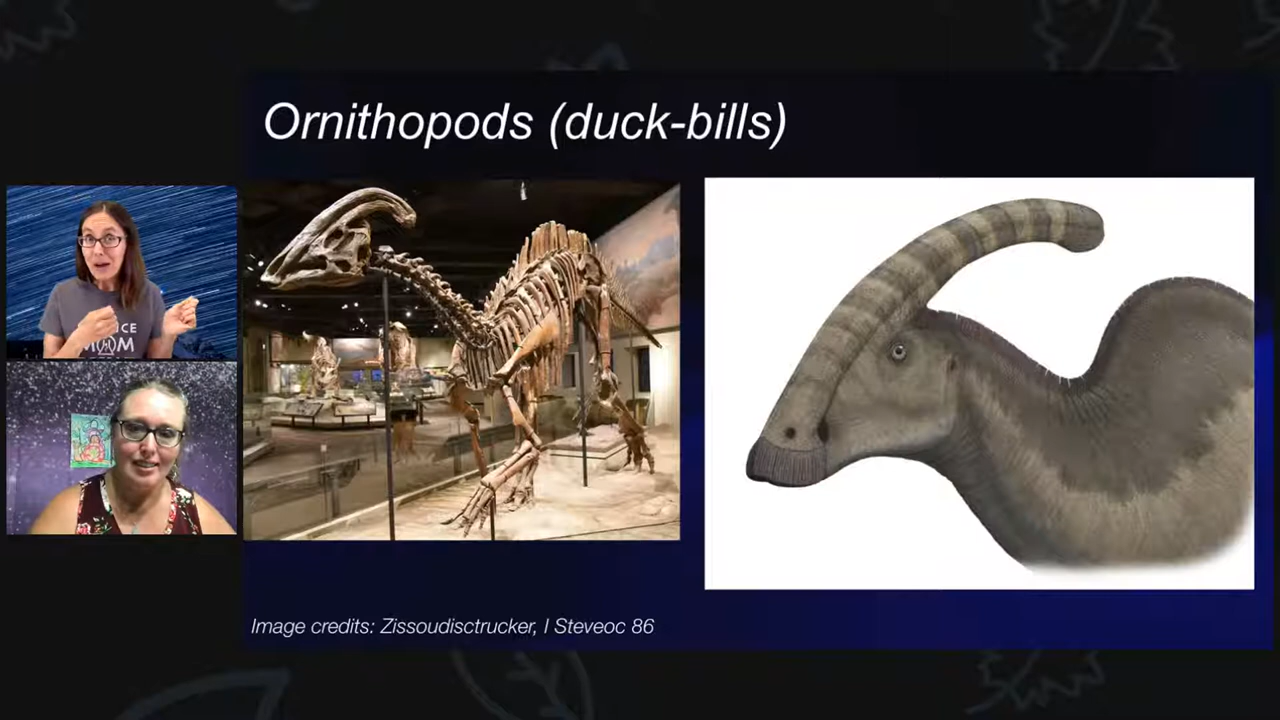 Ornithopods (duck-bills)
Image credits: Zissoudisctrucker, I Steveoc 86